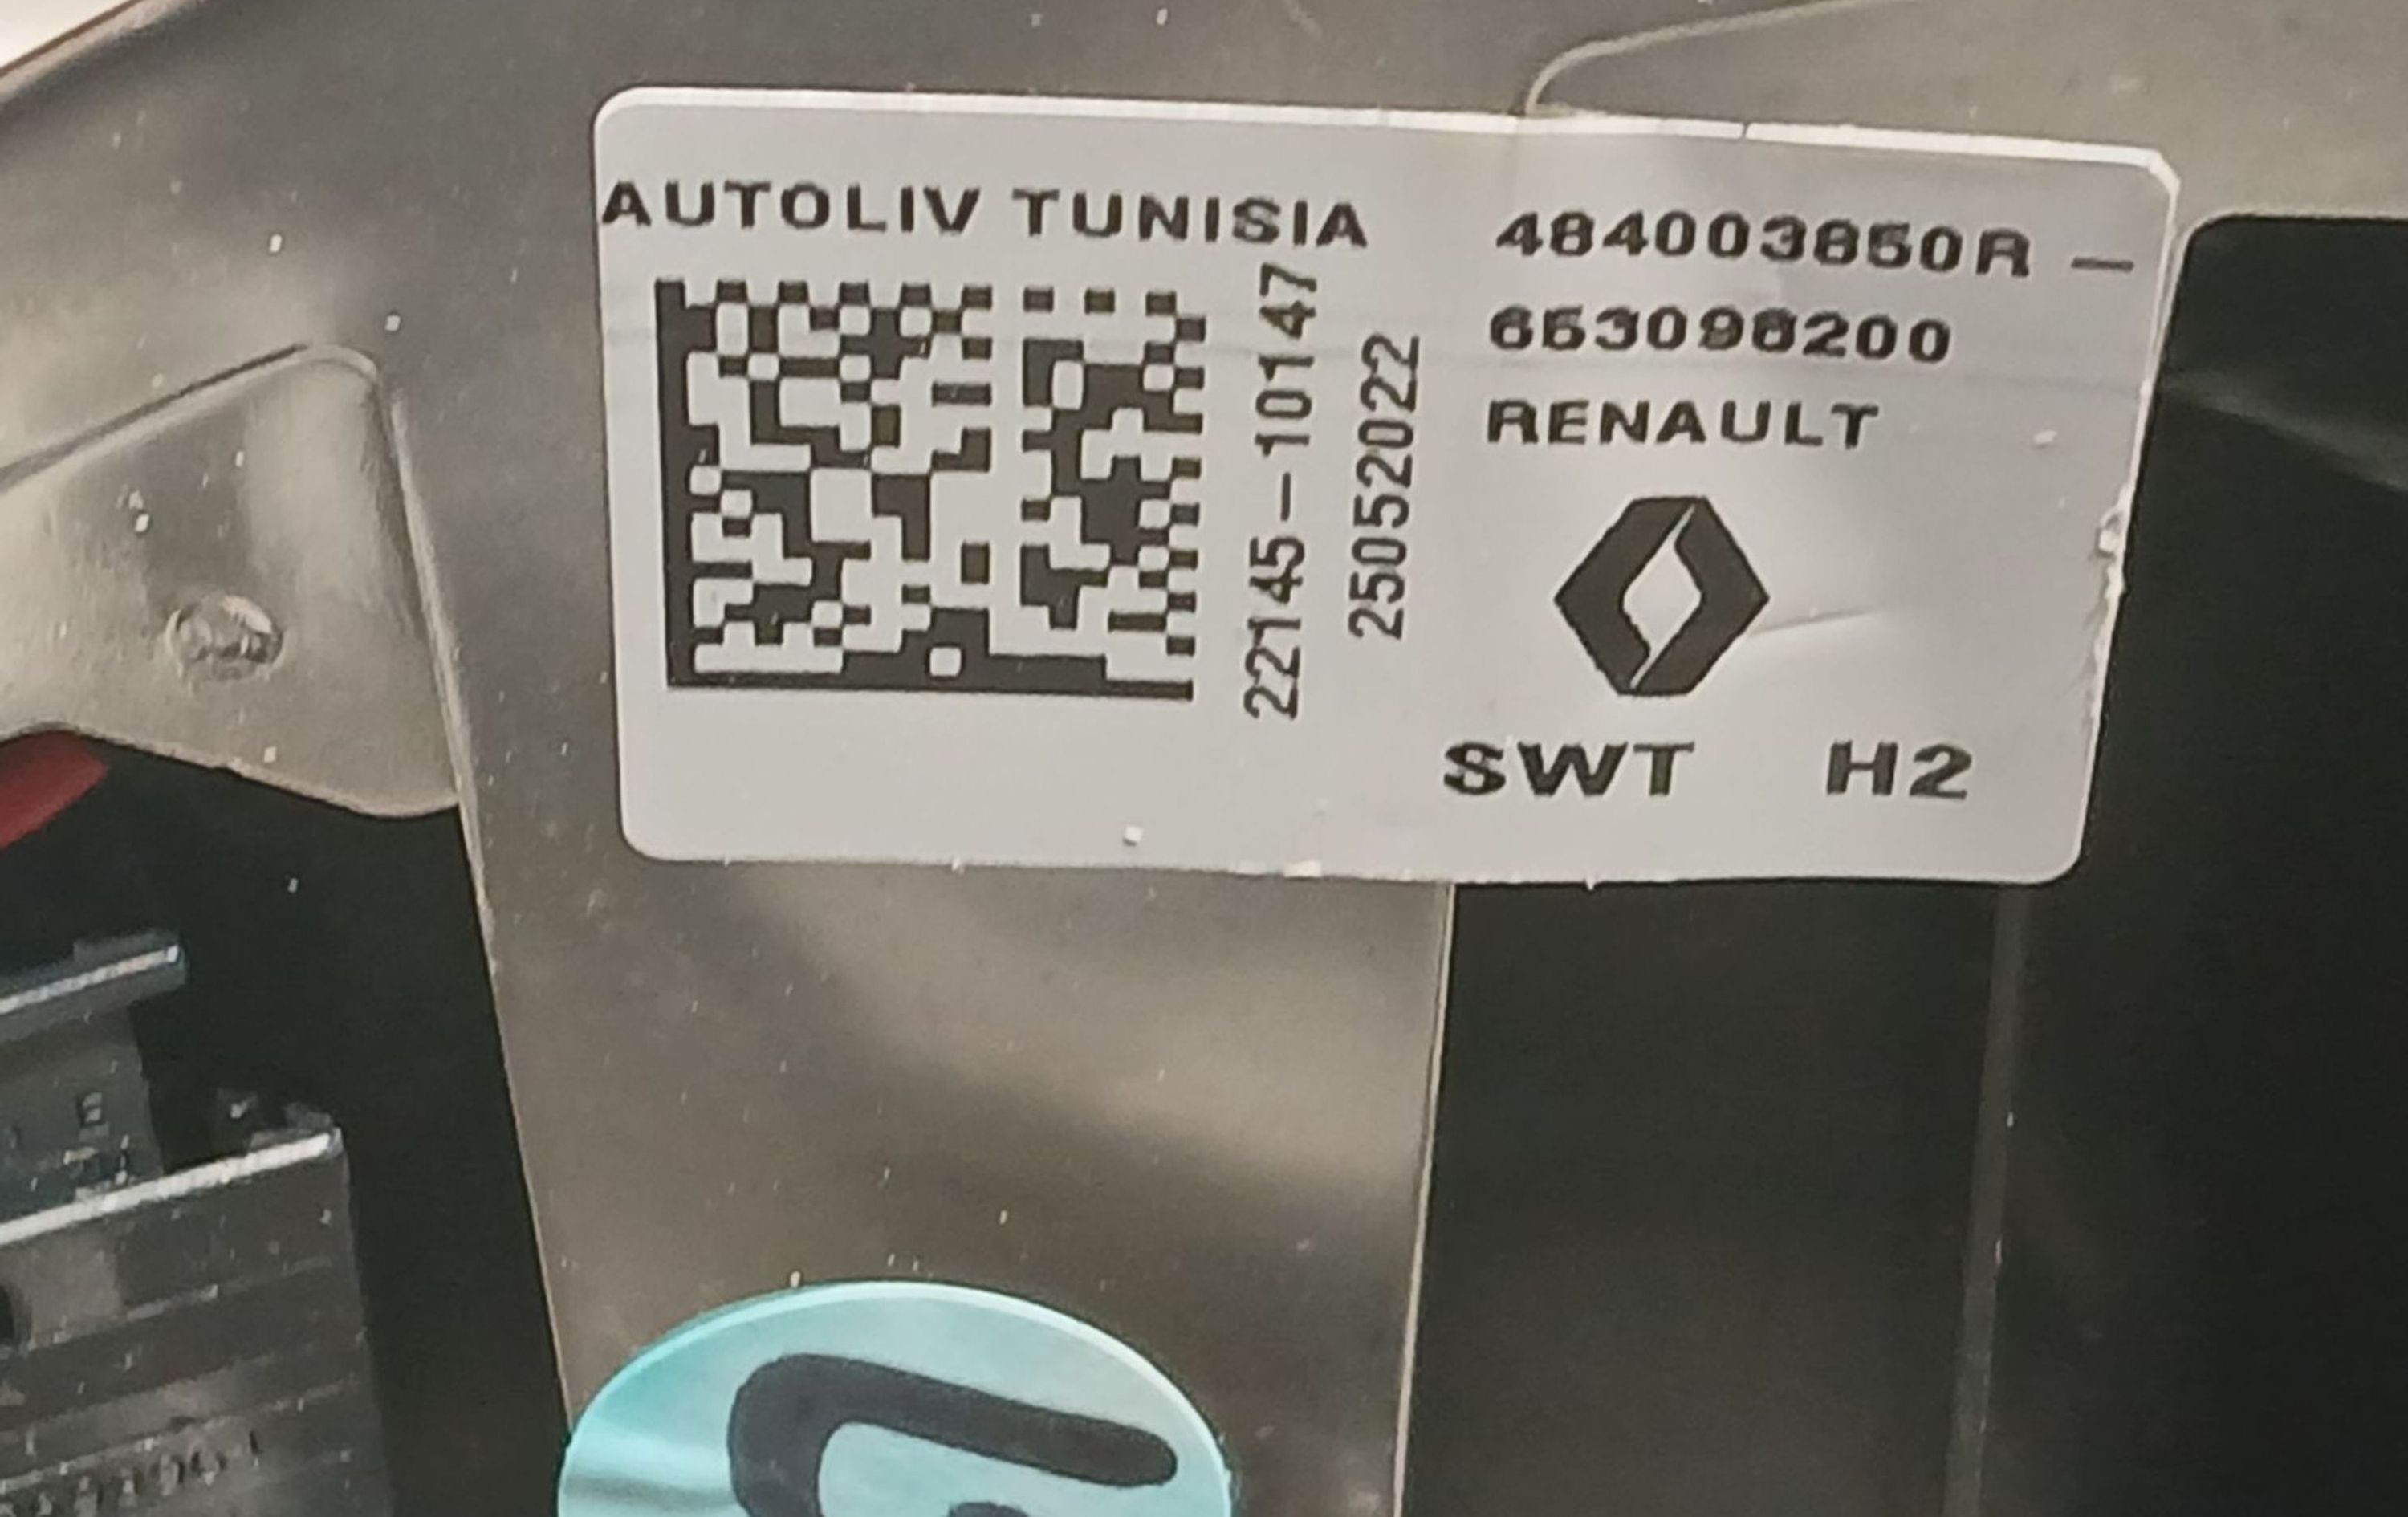 AUTOLIV TUNISIA
22145-10147
25052022
484003850R -
653098200
RENAULT
SWT H2